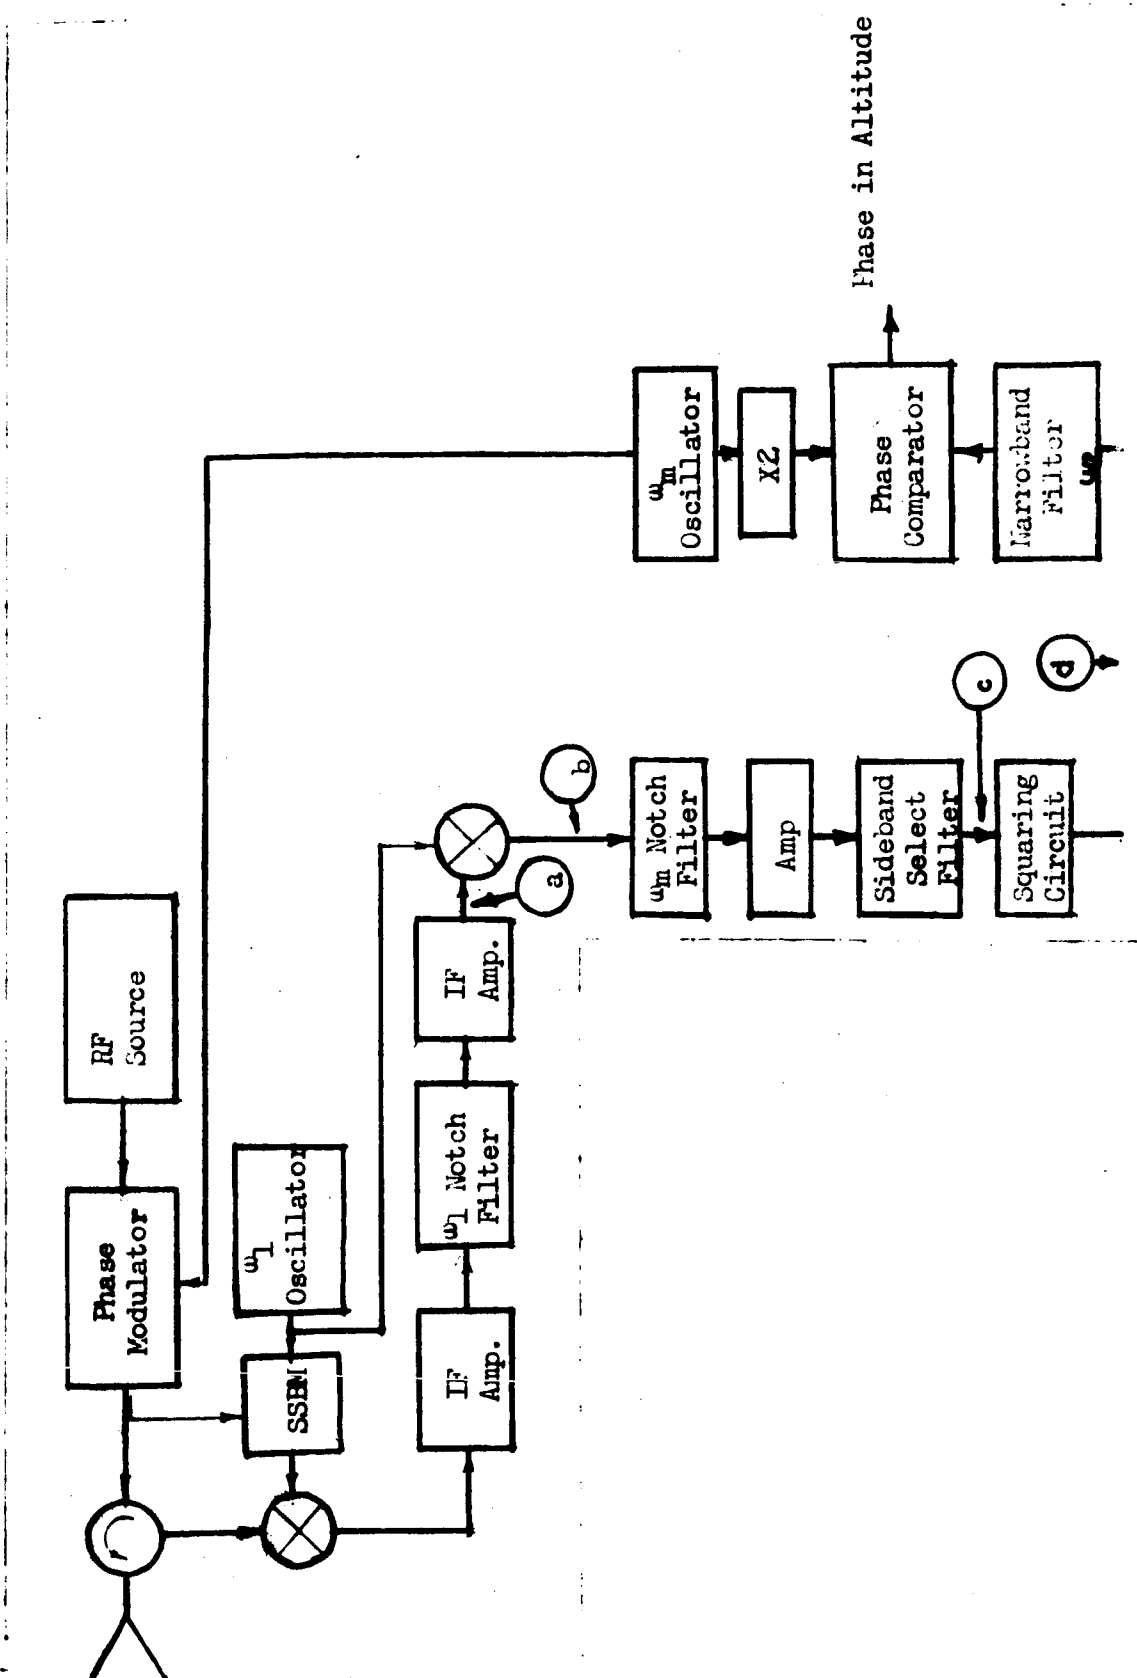 RF
Source
Phase
Modulator
ω1
Oscillator
SSBM
IF
Amp.
ω1 Notch
Filter
IF
Amp.
a
b
ωm Notch
Filter
Amp
Sideband
Select
Filter
c
Squaring
Circuit
d
ωm
Oscillator
X2
Phase
Comparator
Phase in Altitude
Narrowband
Filter